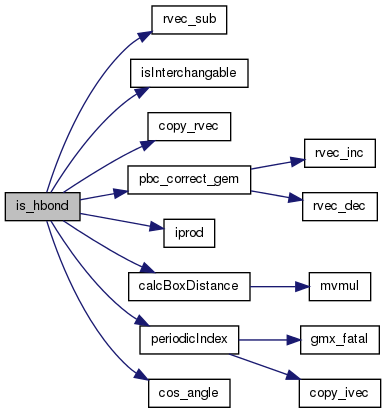 rvec_sub
isInterchangable
copy_rvec
rvec_inc
pbc_correct_gem
is_hbond
rvec_dec
iprod
calcBoxDistance
mvmul
periodicIndex
gmx_fatal
cos_angle
copy_ivec